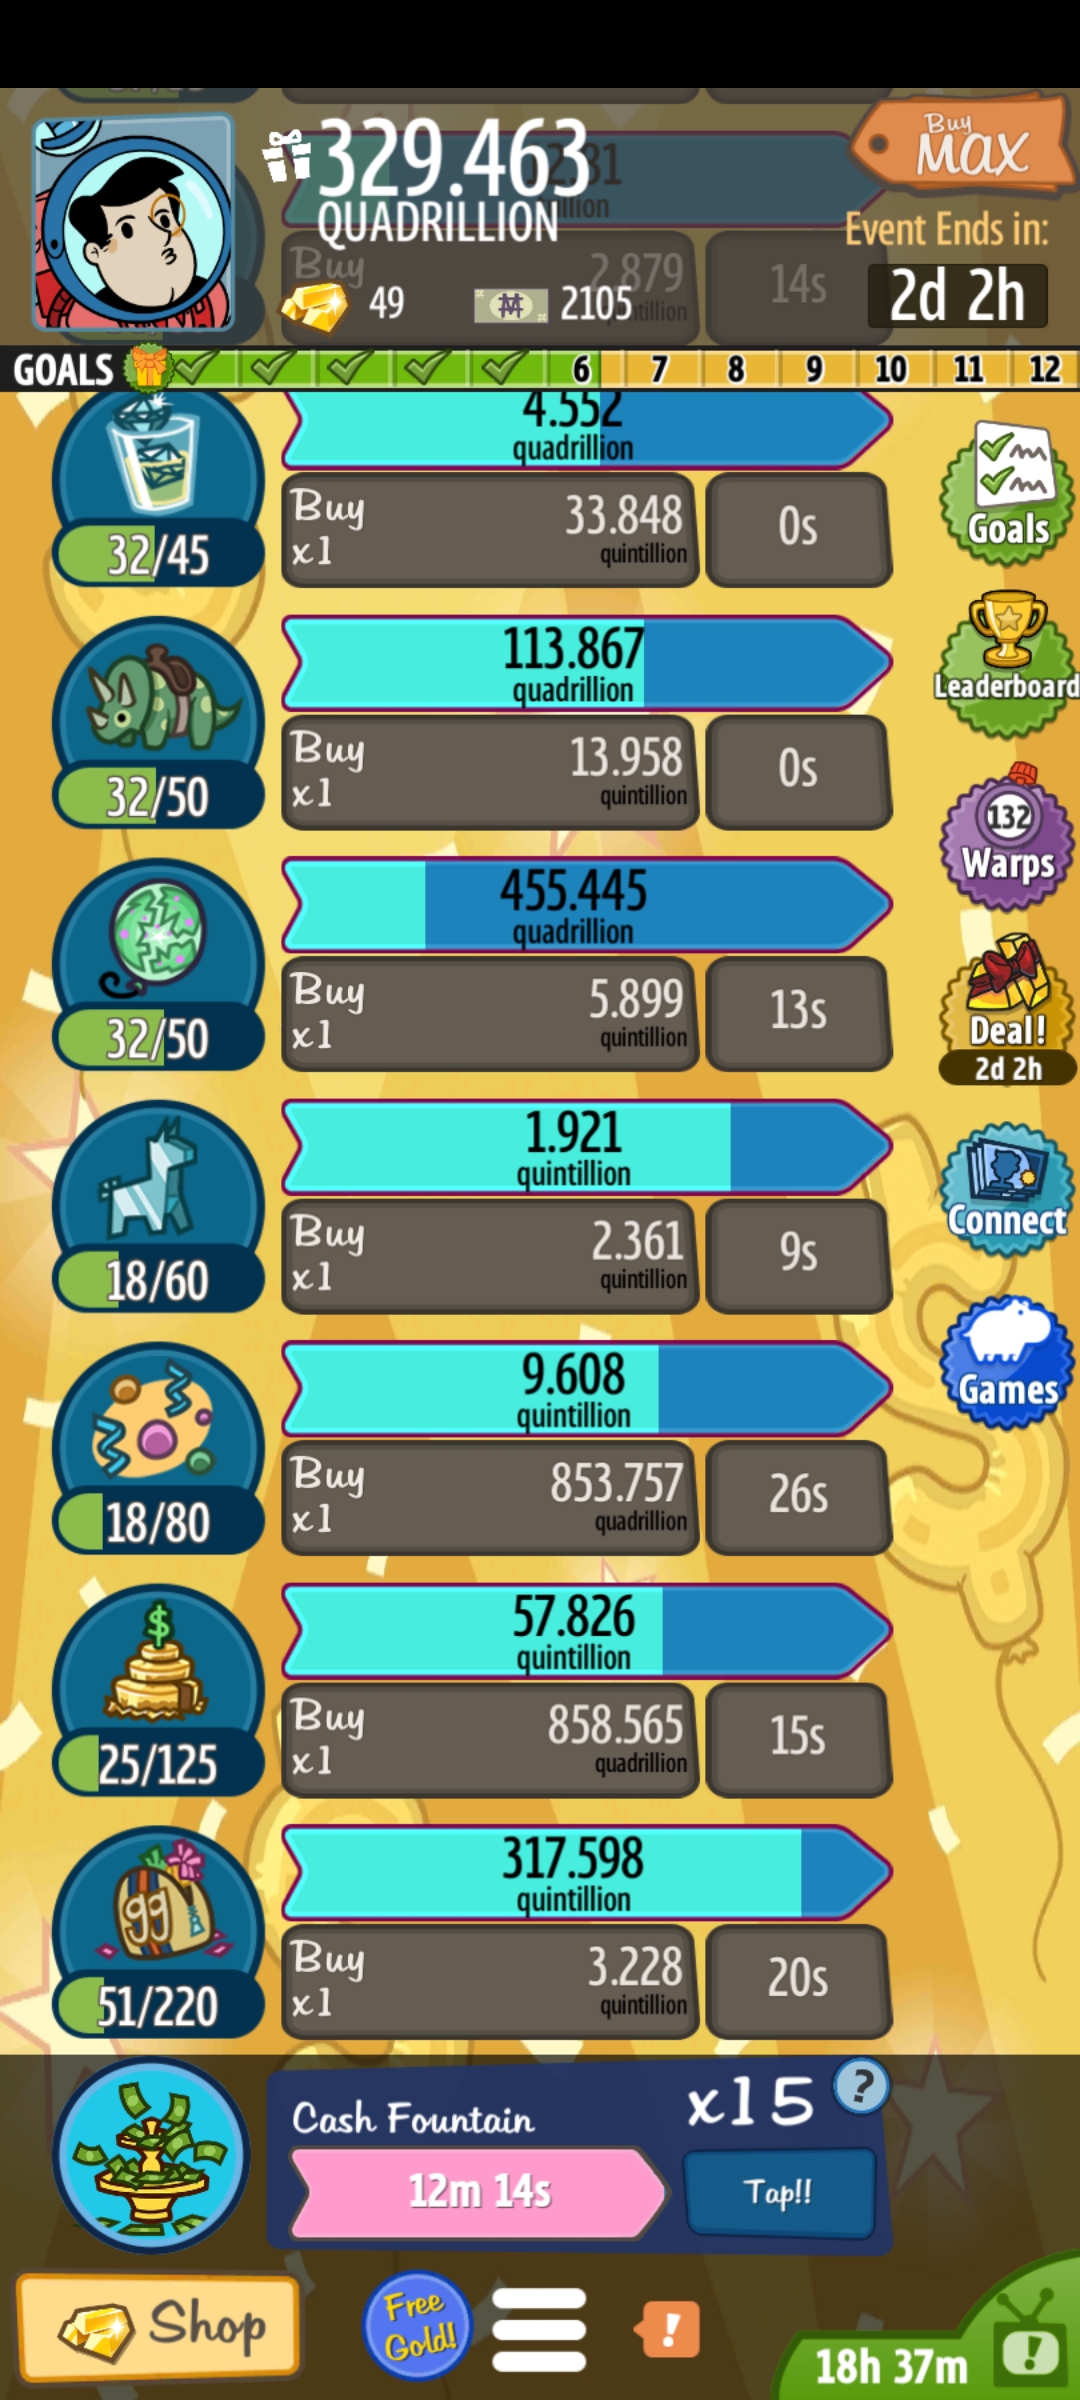 329.463
QUADRILLION
49
2105
Buy
MAX
Event Ends in:
2d 2h
Buy
2.879
14s
GOALS
6 7 8 9 10 11 12
4.552
quadrillion
Buy
x1
33.848
quintillion
0s
32/45
Goals
113.867
quadrillion
Buy
x1
13.958
quintillion
0s
32/50
Leaderboard
455.445
quadrillion
Buy
x1
5.899
quintillion
13s
32/50
132
Warps
Deal!
2d 2h
1.921
quintillion
Buy
x1
2.361
quintillion
9s
18/60
Connect
9.608
quintillion
Buy
x1
853.757
quadrillion
26s
18/80
Games
$
57.826
quintillion
Buy
x1
858.565
quadrillion
15s
25/125
99
317.598
quintillion
Buy
x1
3.228
quintillion
20s
51/220
Cash Fountain
x15
?
12m 14s
Tap!!
Shop
Free
Gold!
!
18h 37m
!